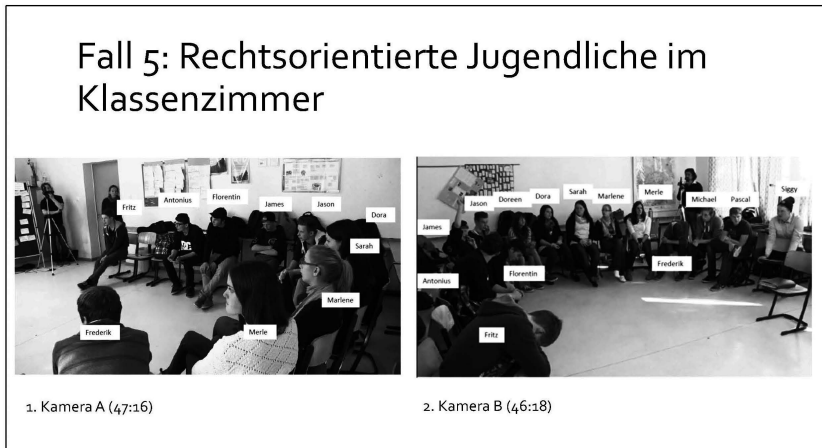 Fall 5: Rechtsorientierte Jugendliche im
Klassenzimmer
Fritz
Antonius
Florentin
James
Jason
Dora
Sarah
Marlene
Frederik
Merle
James
Jason
Doreen
Dora
Sarah
Marlene
Merle
Michael
Pascal
Siggy
Antonius
Florentin
Frederik
Fritz
1. Kamera A (47:16)
2. Kamera B (46:18)